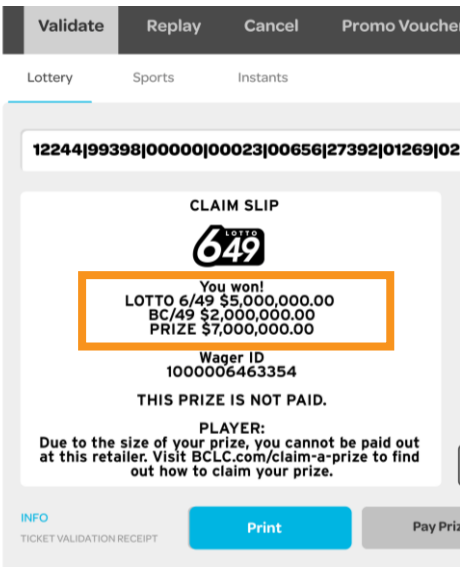 Validate Replay Cancel Promo Voucher
Lottery Sports Instants
12244|99398|00000|00023|00656|27392|01269|02
CLAIM SLIP
LOTTO
649
You won!
LOTTO 6/49 $5,000,000.00
BC/49 $2,000,000.00
PRIZE $7,000,000.00
Wager ID
1000006463354
THIS PRIZE IS NOT PAID.
PLAYER:
Due to the size of your prize, you cannot be paid out
at this retailer. Visit BCLC.com/claim-a-prize to find
out how to claim your prize.
INFO
TICKET VALIDATION RECEIPT
Print
Pay Priz